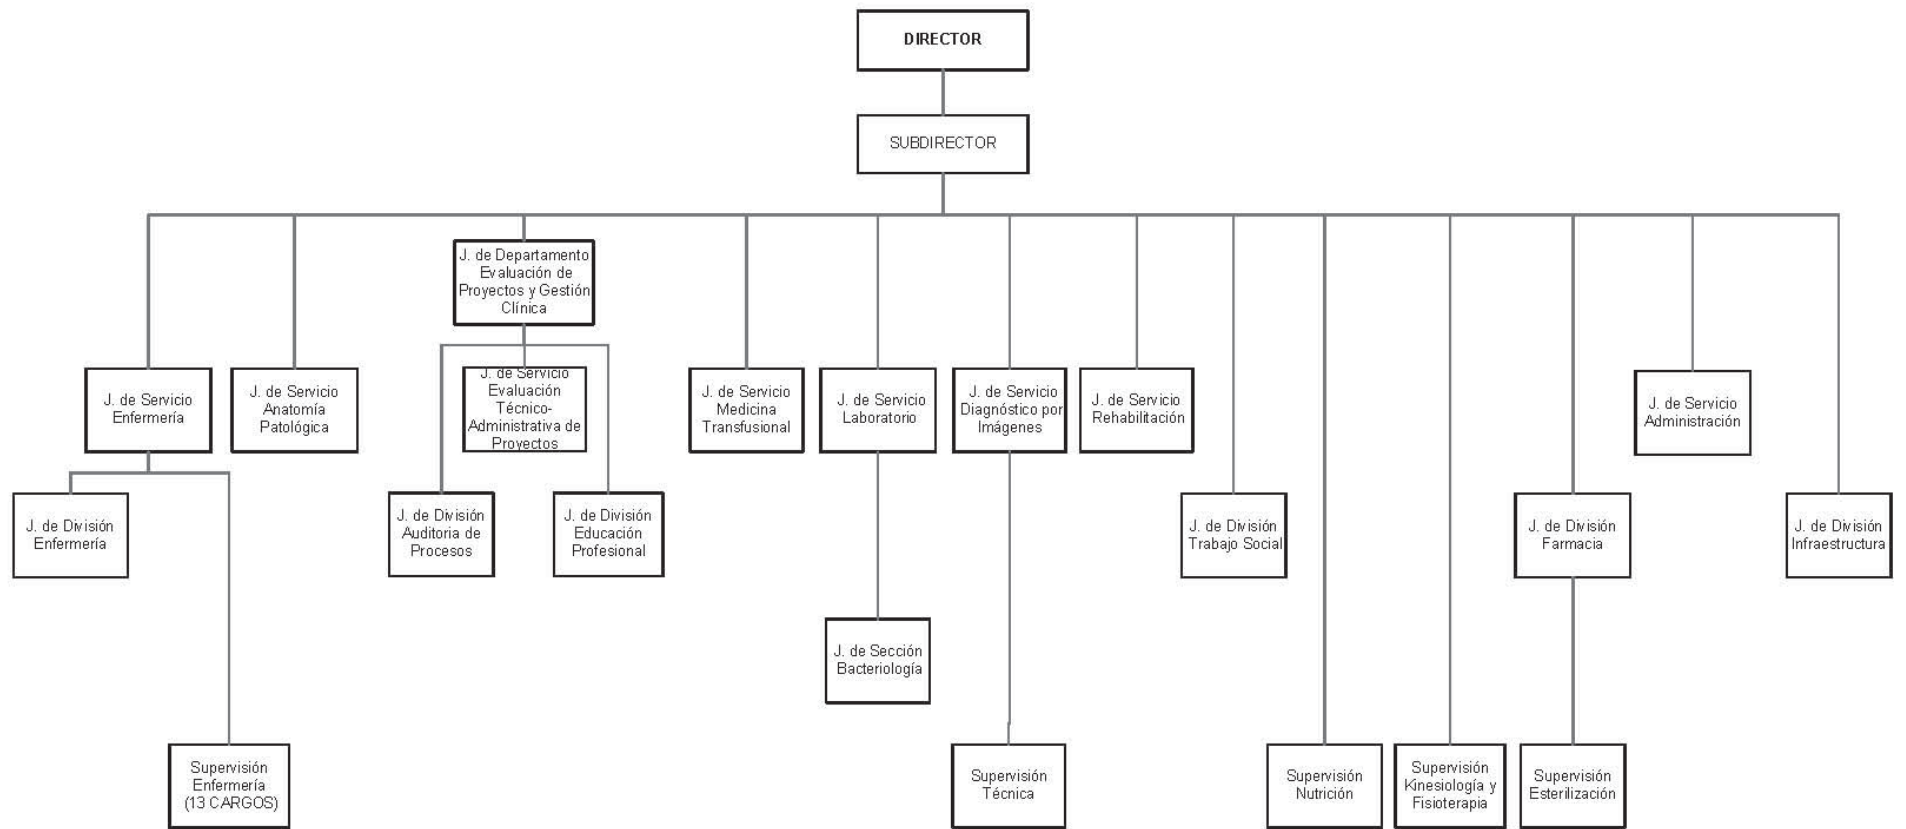 DIRECTOR
SUBDIRECTOR
J. de Departamento
Evaluación de
Proyectos y Gestión
Clínica
J. de Servicio
Enfermería
J. de Servicio
Anatomía
Patológica
J. de Servicio
Evaluación
Técnico-
Administrativa de
Proyectos
J. de Servicio
Medicina
Transfusional
J. de Servicio
Laboratorio
J. de Servicio
Diagnóstico por
Imágenes
J. de Servicio
Rehabilitación
J. de Servicio
Administración
J. de División
Enfermería
J. de División
Auditoria de
Procesos
J. de División
Educación
Profesional
J. de División
Trabajo Social
J. de División
Farmacia
J. de División
Infraestructura
J. de Sección
Bacteriología
Supervisión
Enfermería
(13 CARGOS)
Supervisión
Técnica
Supervisión
Nutrición
Supervisión
Kinesiología y
Fisioterapia
Supervisión
Esterilización